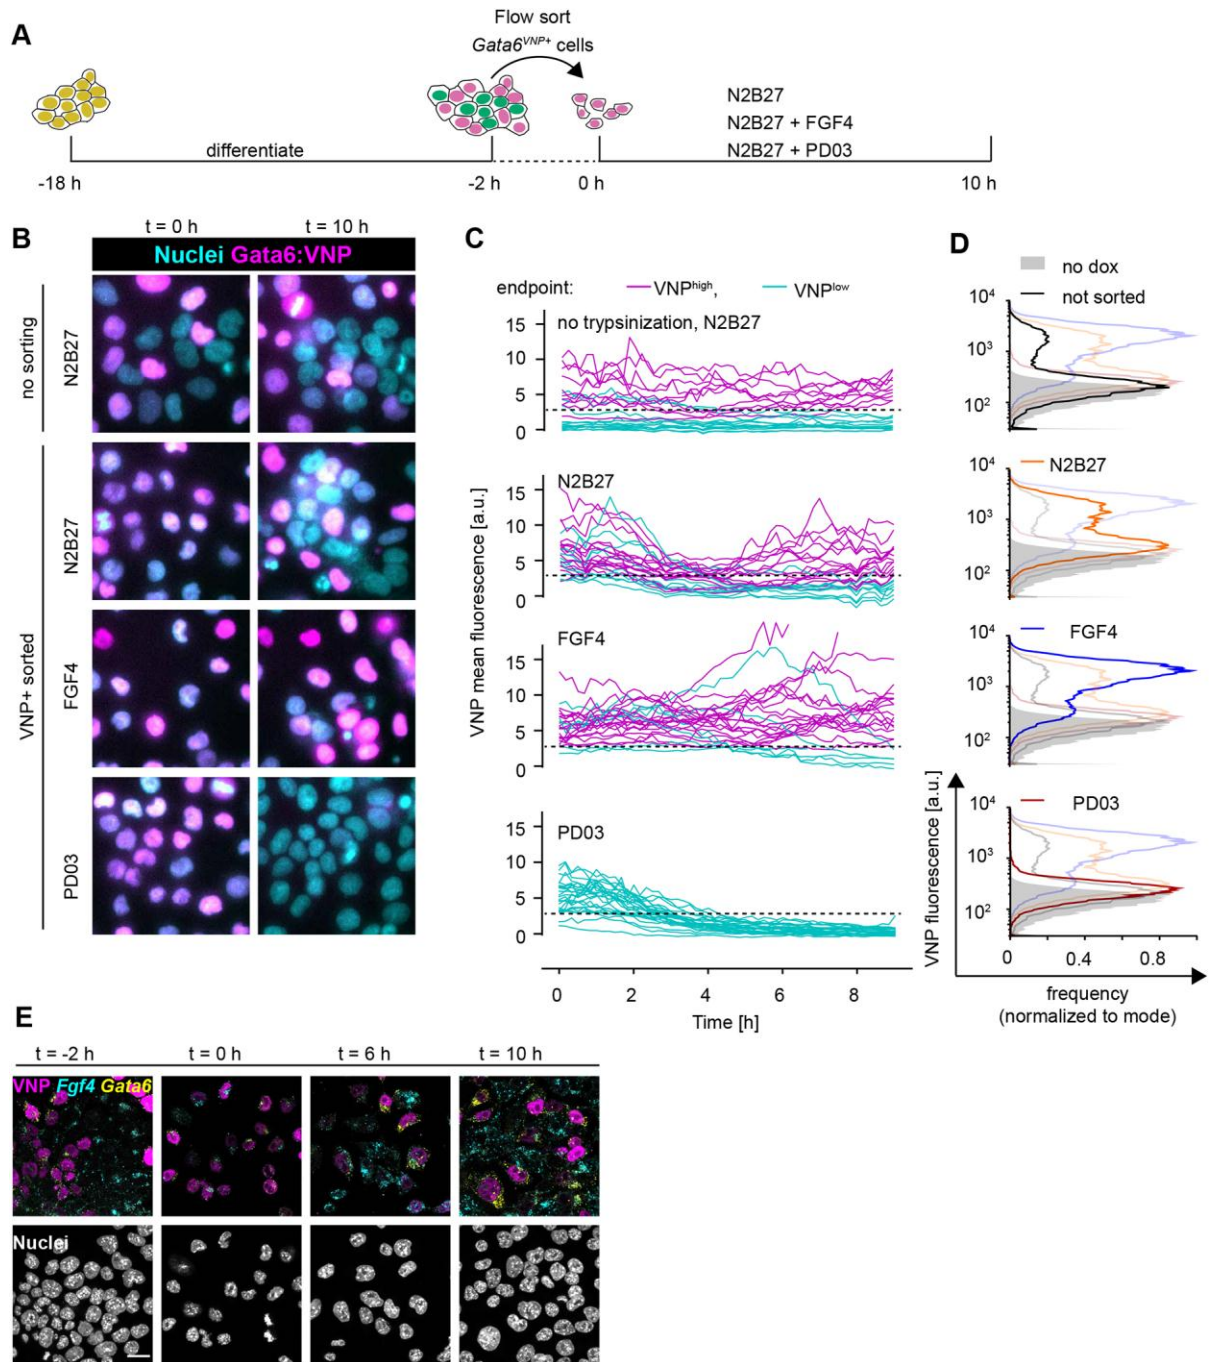 A
Flow sort
Gata6VNP+ cells
differentiate
N2B27
N2B27 + FGF4
N2B27 + PD03
-18 h
-2 h
0 h
10 h
B
t = 0 h
t = 10 h
Nuclei Gata6:VNP
no sorting
N2B27
VNP+ sorted
N2B27
FGF4
PD03
C
endpoint:
VNPhigh,
VNPlow
no trypsinization, N2B27
15
10
5
0
N2B27
15
10
5
0
FGF4
15
10
5
0
PD03
15
10
5
0
VNP mean fluorescence [a.u.]
0
2
4
6
8
Time [h]
D
no dox
not sorted
10⁴
10³
10²
N2B27
10⁴
10³
10²
FGF4
10⁴
10³
10²
PD03
10⁴
10³
10²
VNP fluorescence [a.u.]
0
0.4
0.8
frequency
(normalized to mode)
E
t = -2 h
t = 0 h
t = 6 h
t = 10 h
VNP Fgf4 Gata6
Nuclei